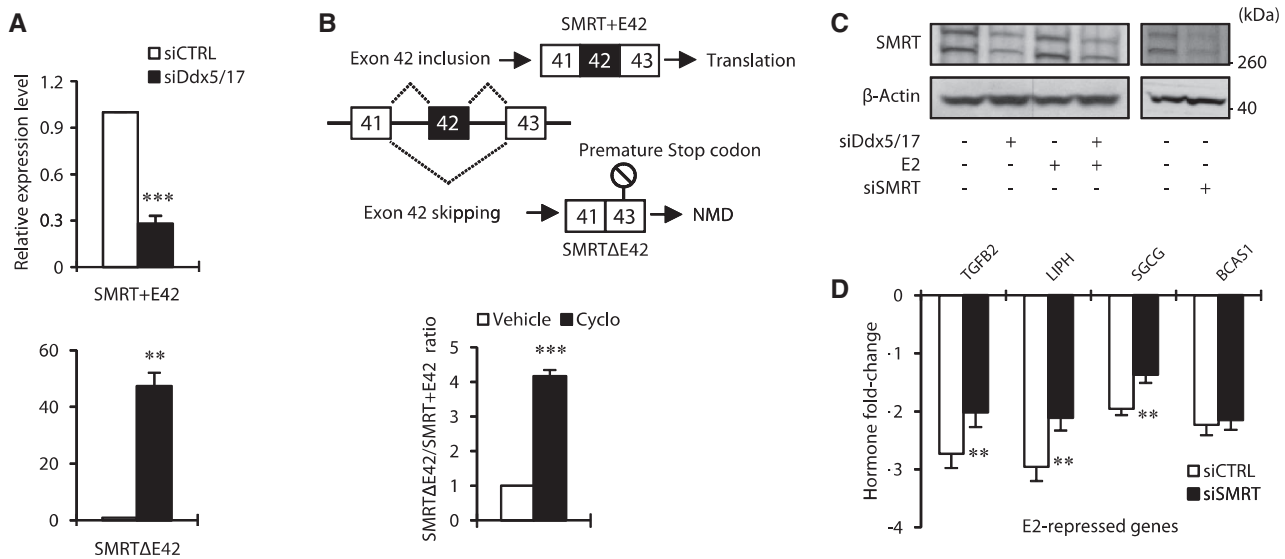 A
siCTRL
siDdx5/17
Relative expression level
1.2
0.9
0.6
0.3
0
***
SMRT+E42
60
40
20
0
**
SMRTΔE42
B
SMRT+E42
Exon 42 inclusion
41 42 43
Translation
41 42 43
Premature Stop codon
Exon 42 skipping
41 43
NMD
SMRTΔE42
Vehicle Cyclo
SMRTΔE42/SMRT+E42 ratio
5
4
3
2
1
0
***
C
(kDa)
SMRT
260
β-Actin
40
siDdx5/17 - + - + - -
E2 - - + + - -
siSMRT - - - - - +
D
TGFB2 LIPH SGCG BCAS1
Hormone fold-change
0
-1
-2
-3
-4
** ** **
siCTRL
siSMRT
E2-repressed genes